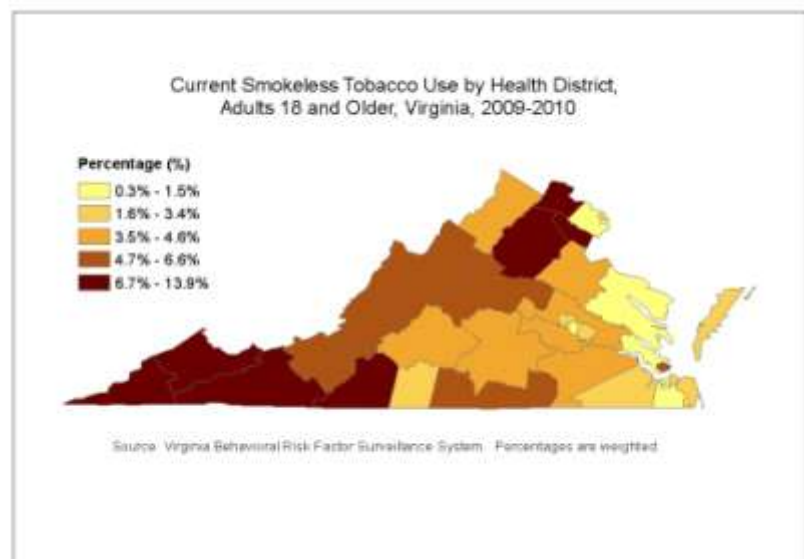 Current Smokeless Tobacco Use by Health District,
Adults 18 and Older, Virginia, 2009-2010
Percentage (%)
0.3% - 1.5%
1.6% - 3.4%
3.5% - 4.6%
4.7% - 6.6%
6.7% - 13.9%
Source: Virginia Behavioral Risk Factor Surveillance System. Percentages are weighted.